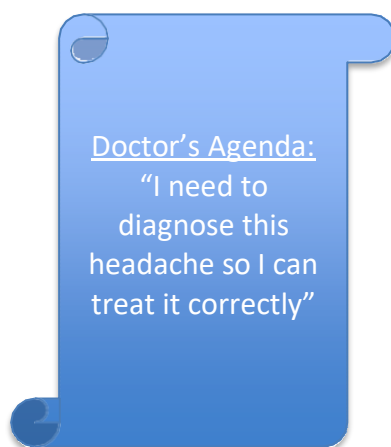 Doctor’s Agenda:
“I need to
diagnose this
headache so I can
treat it correctly”